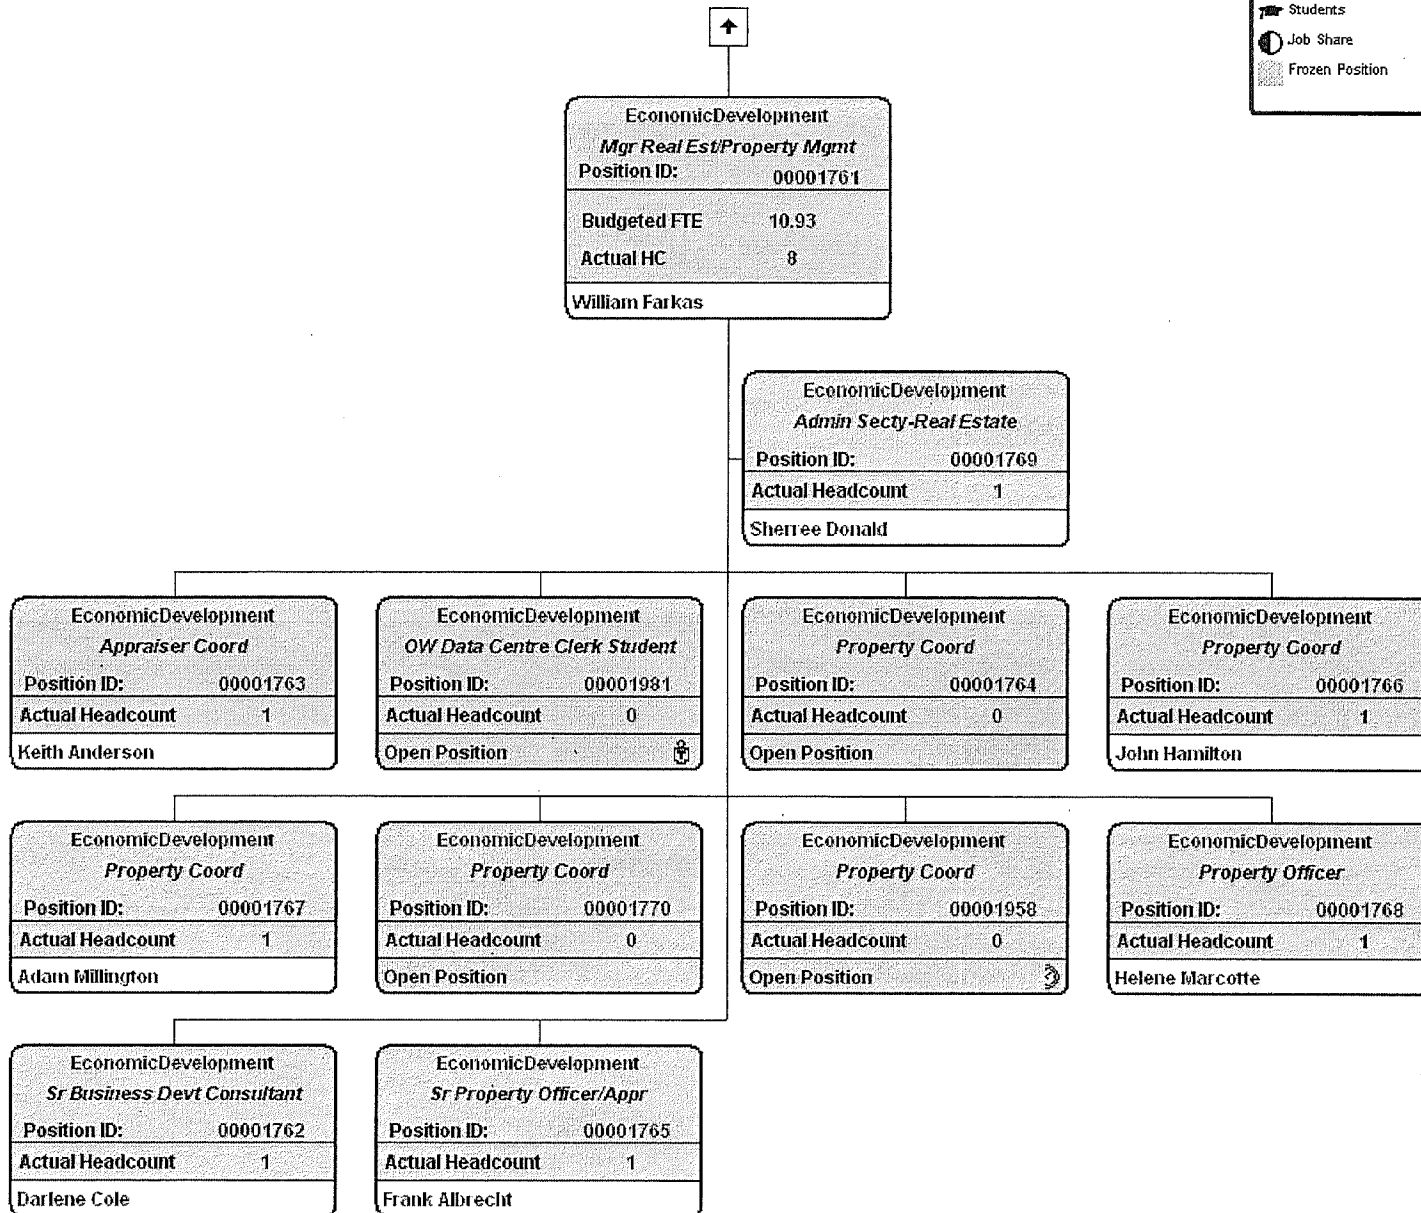 Students
Job Share
Frozen Position
EconomicDevelopment
Mgr Real Est/Property Mgmt
Position ID: 00001761
Budgeted FTE 10.93
Actual HC 8
William Farkas
EconomicDevelopment
Admin Secty-Real Estate
Position ID: 00001769
Actual Headcount 1
Sherree Donald
EconomicDevelopment
Appraiser Coord
Position ID: 00001763
Actual Headcount 1
Keith Anderson
EconomicDevelopment
OW Data Centre Clerk Student
Position ID: 00001981
Actual Headcount 0
Open Position
EconomicDevelopment
Property Coord
Position ID: 00001764
Actual Headcount 0
Open Position
EconomicDevelopment
Property Coord
Position ID: 00001766
Actual Headcount 1
John Hamilton
EconomicDevelopment
Property Coord
Position ID: 00001767
Actual Headcount 1
Adam Millington
EconomicDevelopment
Property Coord
Position ID: 00001770
Actual Headcount 0
Open Position
EconomicDevelopment
Property Coord
Position ID: 00001958
Actual Headcount 0
Open Position
EconomicDevelopment
Property Officer
Position ID: 00001768
Actual Headcount 1
Helene Marcotte
EconomicDevelopment
Sr Business Devt Consultant
Position ID: 00001762
Actual Headcount 1
Darlene Cole
EconomicDevelopment
Sr Property Officer/Appr
Position ID: 00001765
Actual Headcount 1
Frank Albrecht